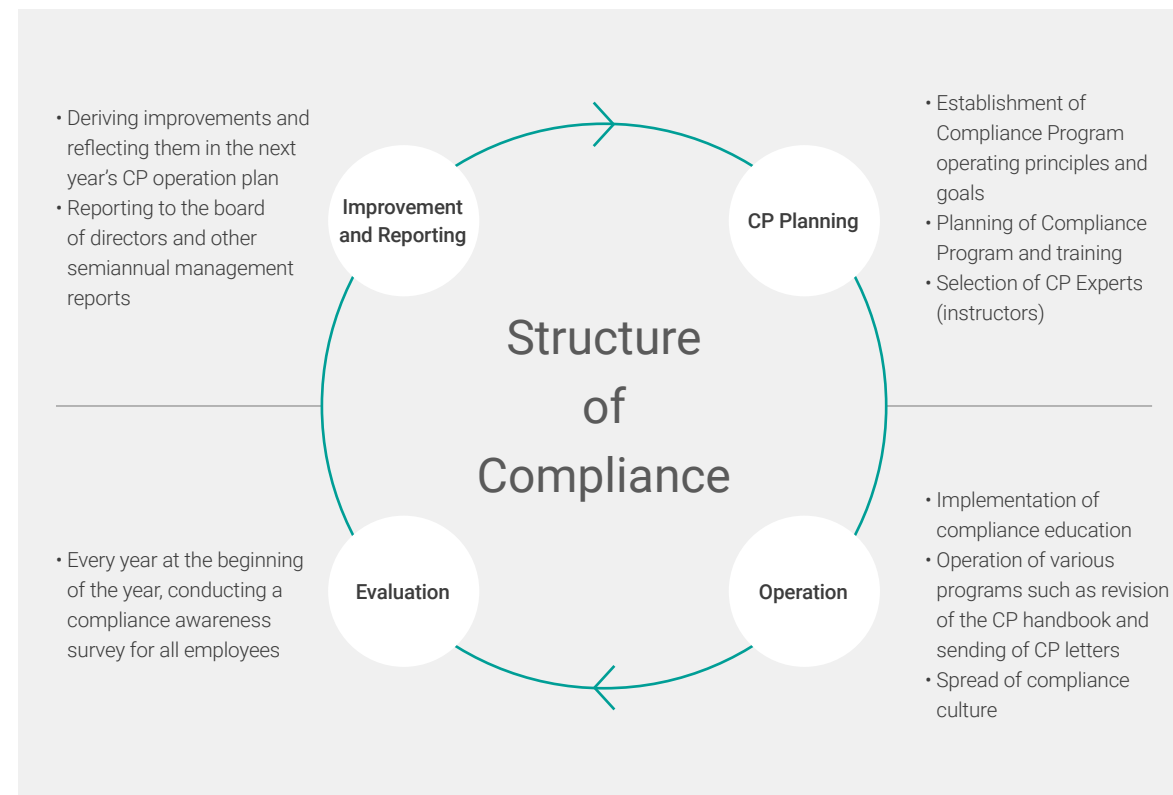 • Deriving improvements and
reflecting them in the next
year’s CP operation plan
• Reporting to the board
of directors and other
semiannual management
reports
Improvement
and Reporting
CP Planning
• Establishment of
Compliance Program
operating principles and
goals
• Planning of Compliance
Program and training
• Selection of CP Experts
(instructors)
Structure
of
Compliance
• Every year at the beginning
of the year, conducting a
compliance awareness
survey for all employees
Evaluation
Operation
• Implementation of
compliance education
• Operation of various
programs such as revision
of the CP handbook and
sending of CP letters
• Spread of compliance
culture